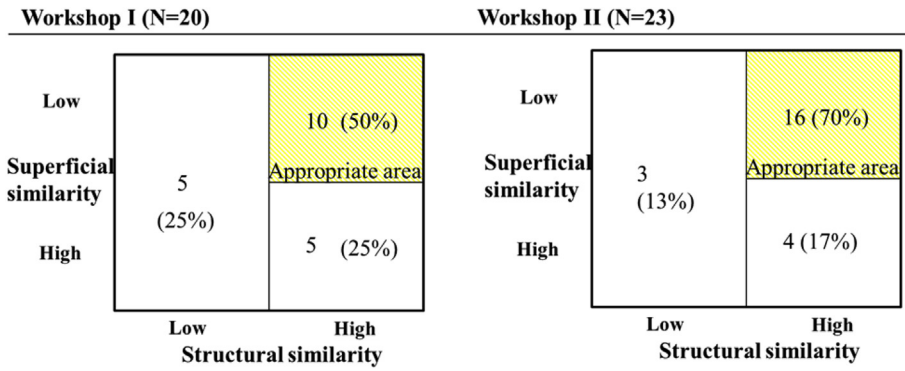 Workshop I (N=20)
Low
Superficial
similarity
High
5
(25%)
10 (50%)
Appropriate area
5 (25%)
Low High
Structural similarity
Workshop II (N=23)
Low
Superficial
similarity
High
3
(13%)
16 (70%)
Appropriate area
4 (17%)
Low High
Structural similarity